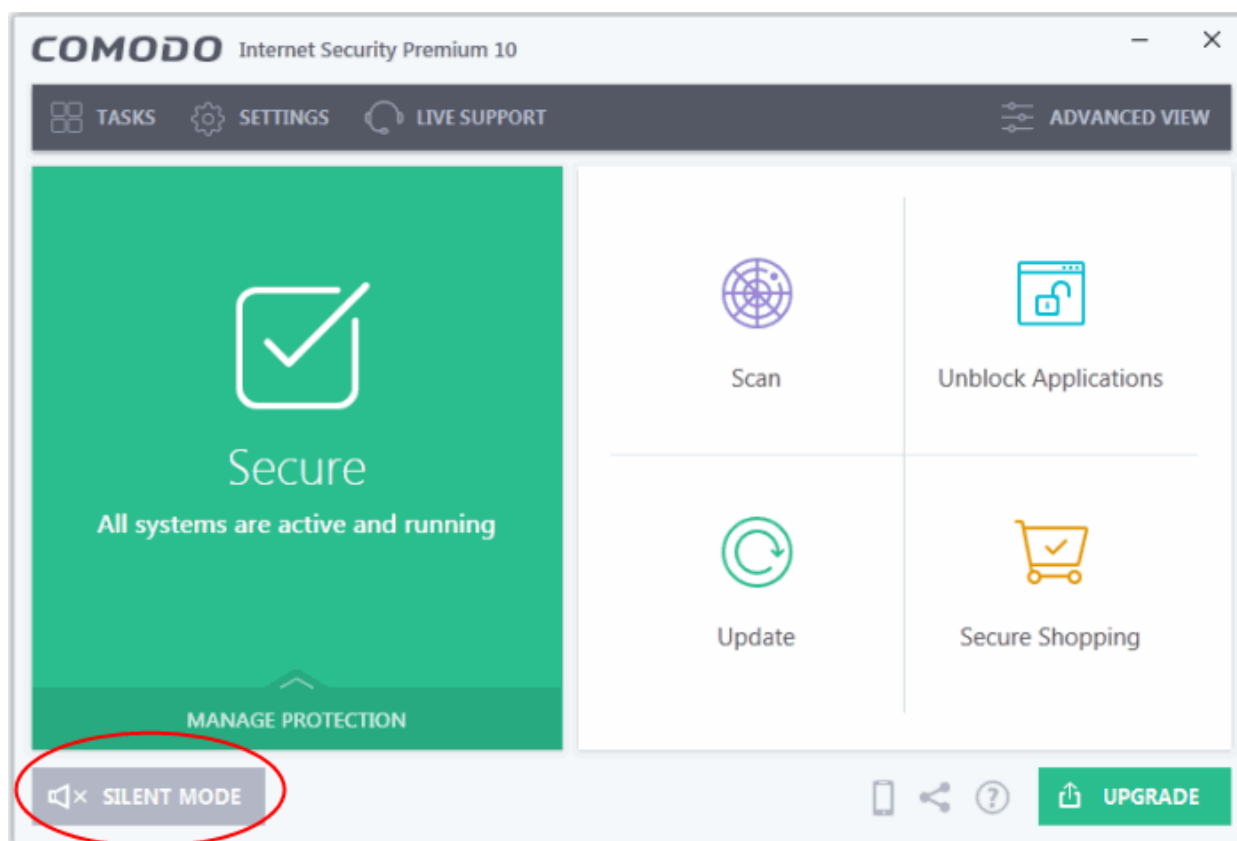 COMODO Internet Security Premium 10
TASKS SETTINGS LIVE SUPPORT ADVANCED VIEW
Secure
All systems are active and running
MANAGE PROTECTION
Scan
Unblock Applications
Update
Secure Shopping
SILENT MODE
? UPGRADE